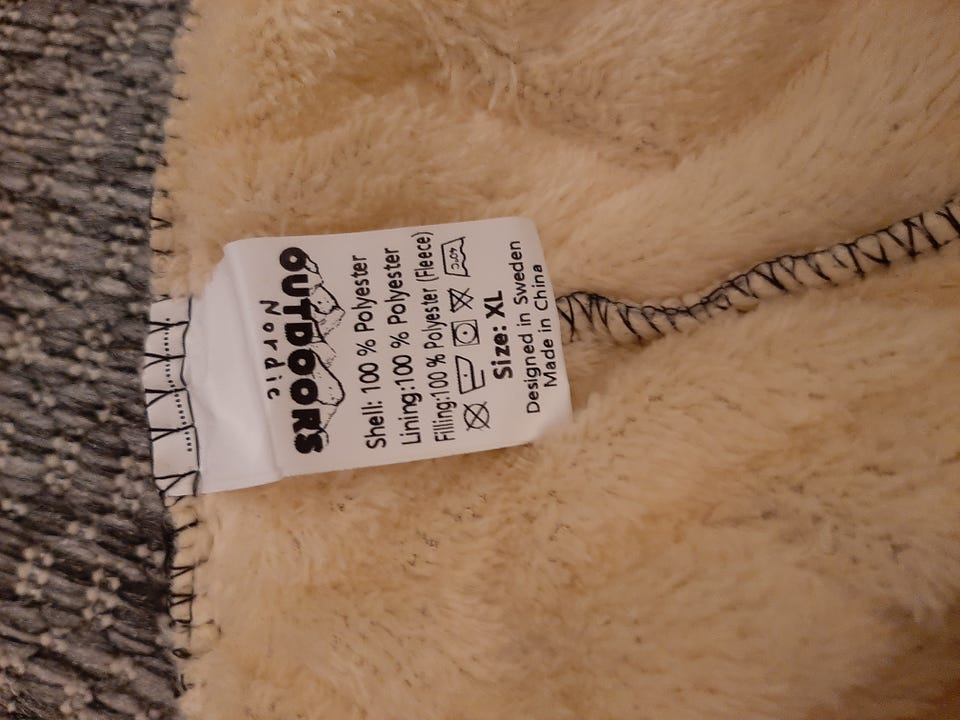 Nordic
OUTDOORS
Shell: 100 % Polyester
Lining:100 % Polyester
Filling:100 % Polyester (Fleece)
Size: XL
Designed in Sweden
Made in China